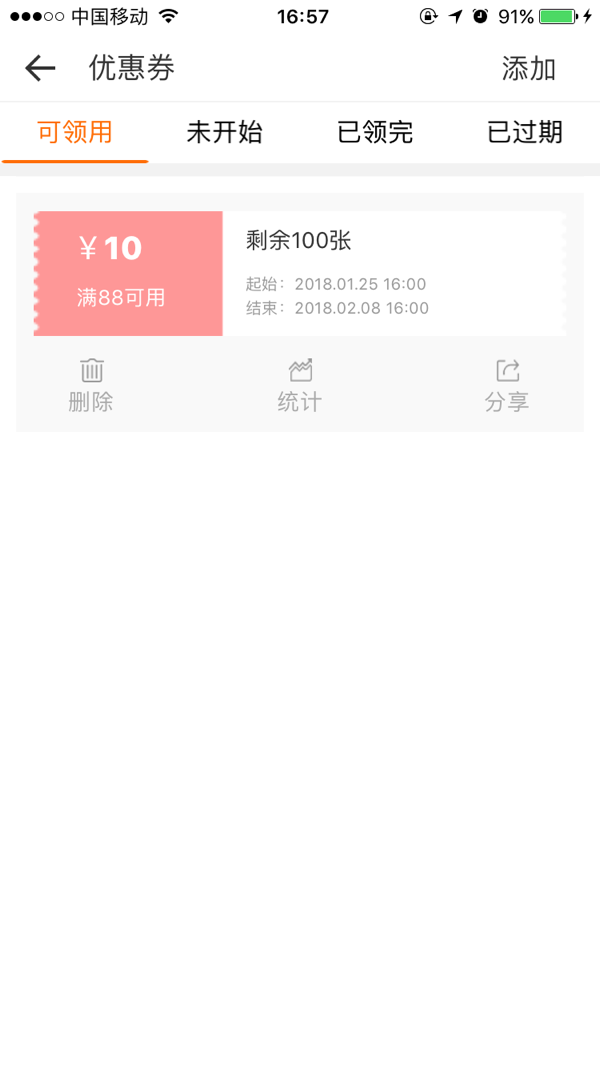 中国移动 16:57 91%
优惠券 添加
可领用 未开始 已领完 已过期
¥10
满88可用
剩余100张
起始：2018.01.25 16:00
结束：2018.02.08 16:00
删除 统计 分享